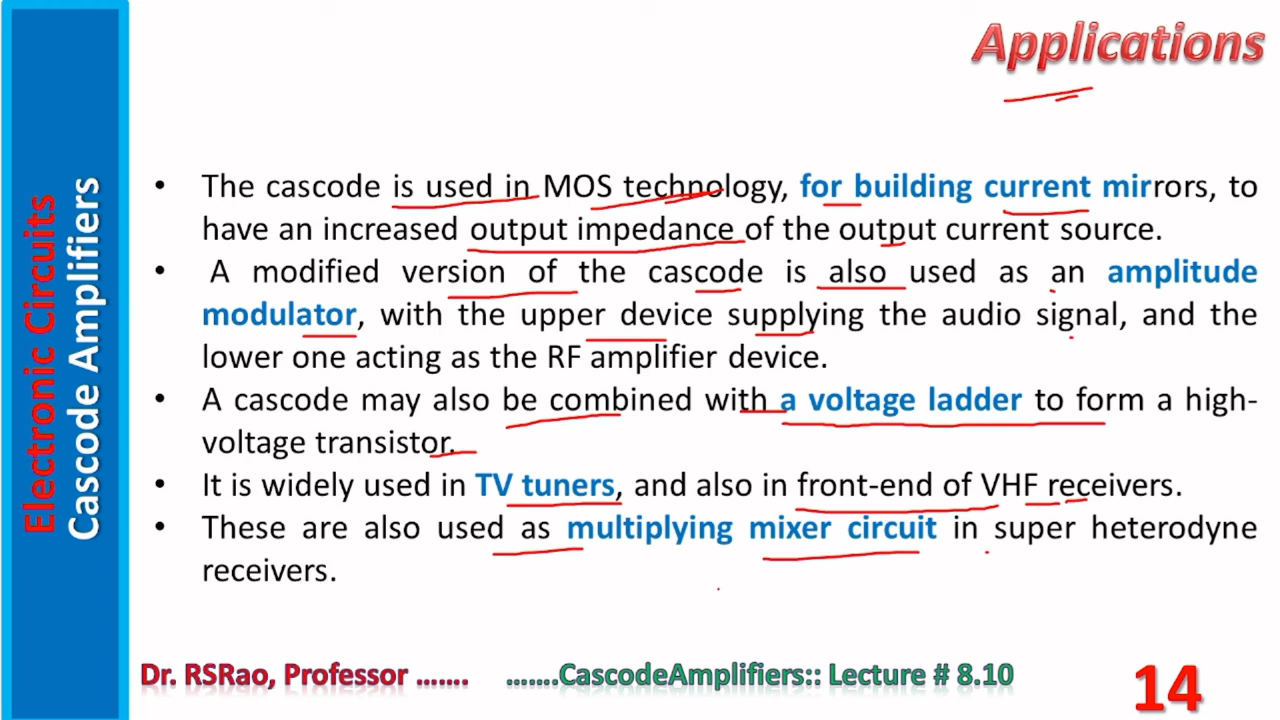 Applications
Electronic Circuits
Cascode Amplifiers
• The cascode is used in MOS technology, for building current mirrors, to
have an increased output impedance of the output current source.
• A modified version of the cascode is also used as an amplitude
modulator, with the upper device supplying the audio signal, and the
lower one acting as the RF amplifier device.
• A cascode may also be combined with a voltage ladder to form a high-
voltage transistor.
• It is widely used in TV tuners, and also in front-end of VHF receivers.
• These are also used as multiplying mixer circuit in super heterodyne
receivers.
Dr. RSRao, Professor ....... .......CascodeAmplifiers:: Lecture # 8.10
14